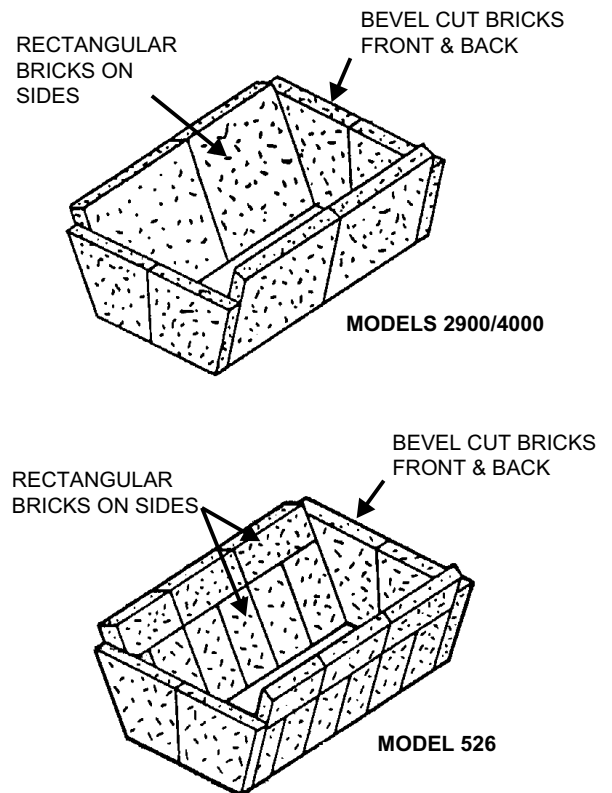 RECTANGULAR
BRICKS ON
SIDES
BEVEL CUT BRICKS
FRONT & BACK
MODELS 2900/4000
RECTANGULAR
BRICKS ON SIDES
BEVEL CUT BRICKS
FRONT & BACK
MODEL 526